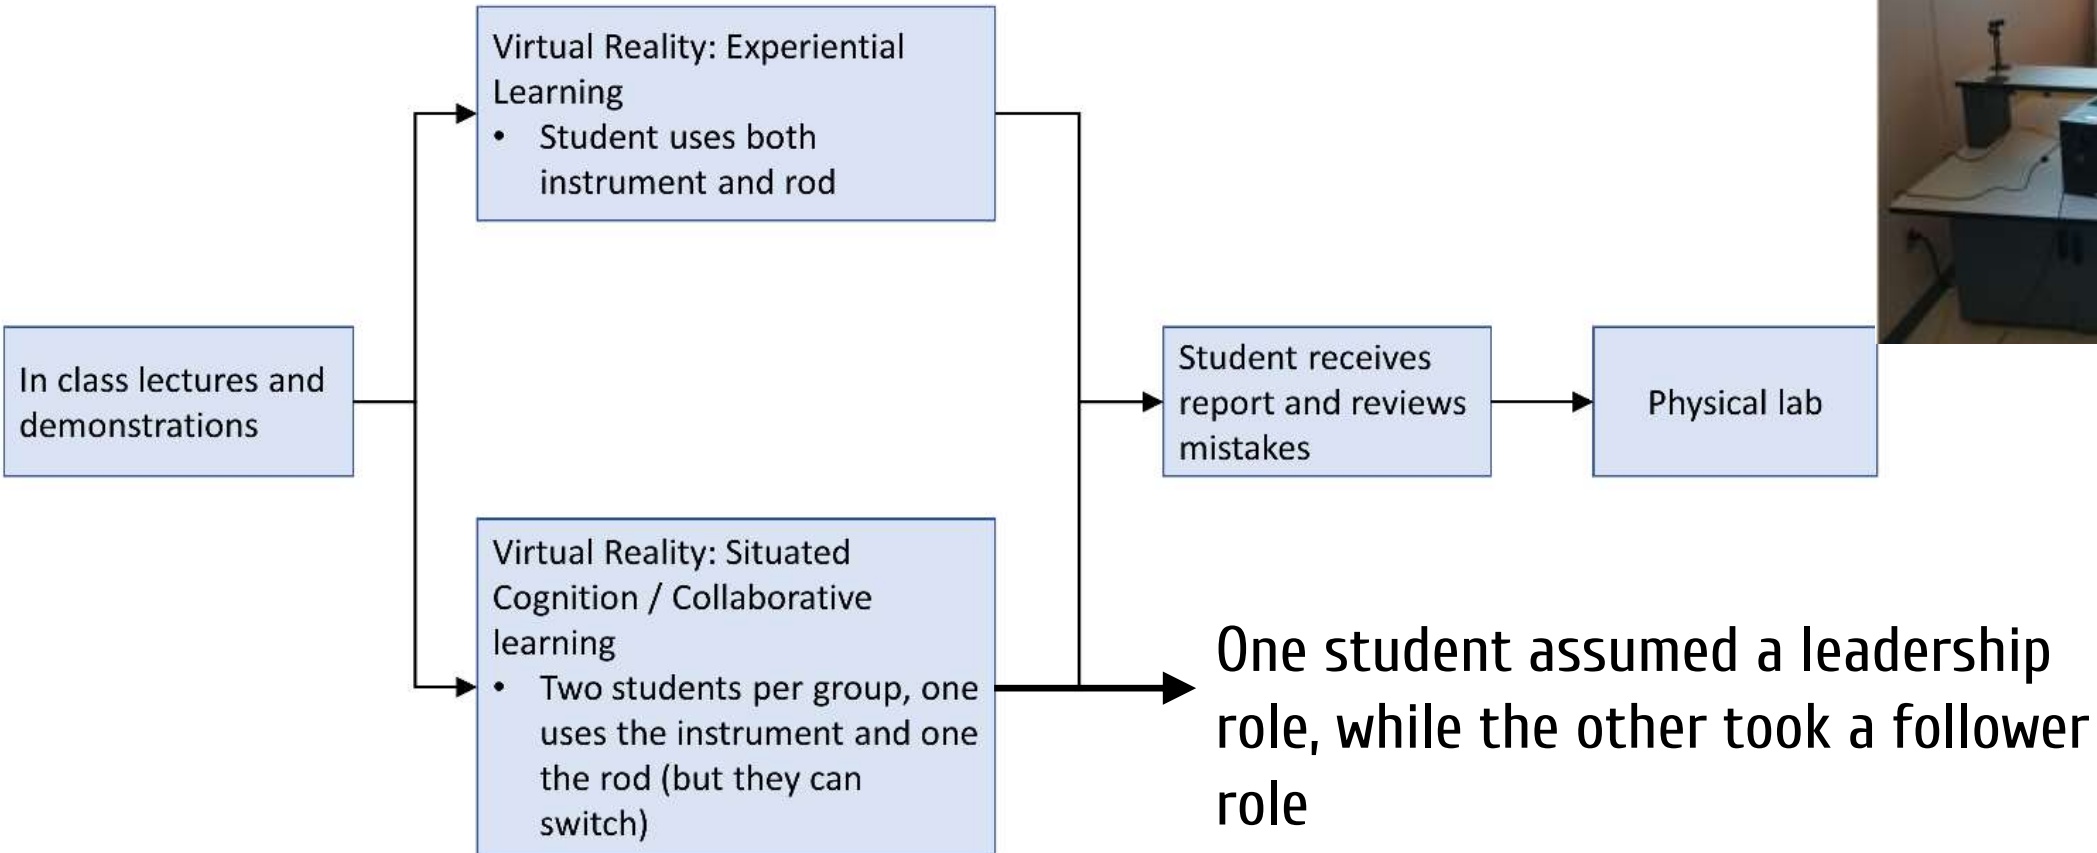 Virtual Reality: Experiential
Learning
• Student uses both
instrument and rod
In class lectures and
demonstrations
Student receives
report and reviews
mistakes
Physical lab
Virtual Reality: Situated
Cognition / Collaborative
learning
• Two students per group, one
uses the instrument and one
the rod (but they can
switch)
One student assumed a leadership
role, while the other took a follower
role